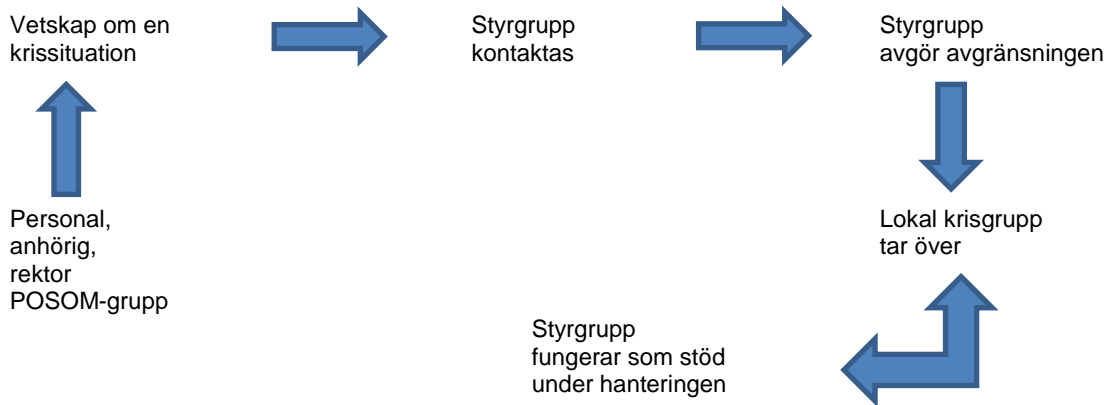 Vetskap om en
krissituation
Styrgrupp
kontaktas
Styrgrupp
avgör avgränsningen
Personal,
anhörig,
rektor
POSOM-grupp
Lokal krisgrupp
tar över
Styrgrupp
fungerar som stöd
under hanteringen